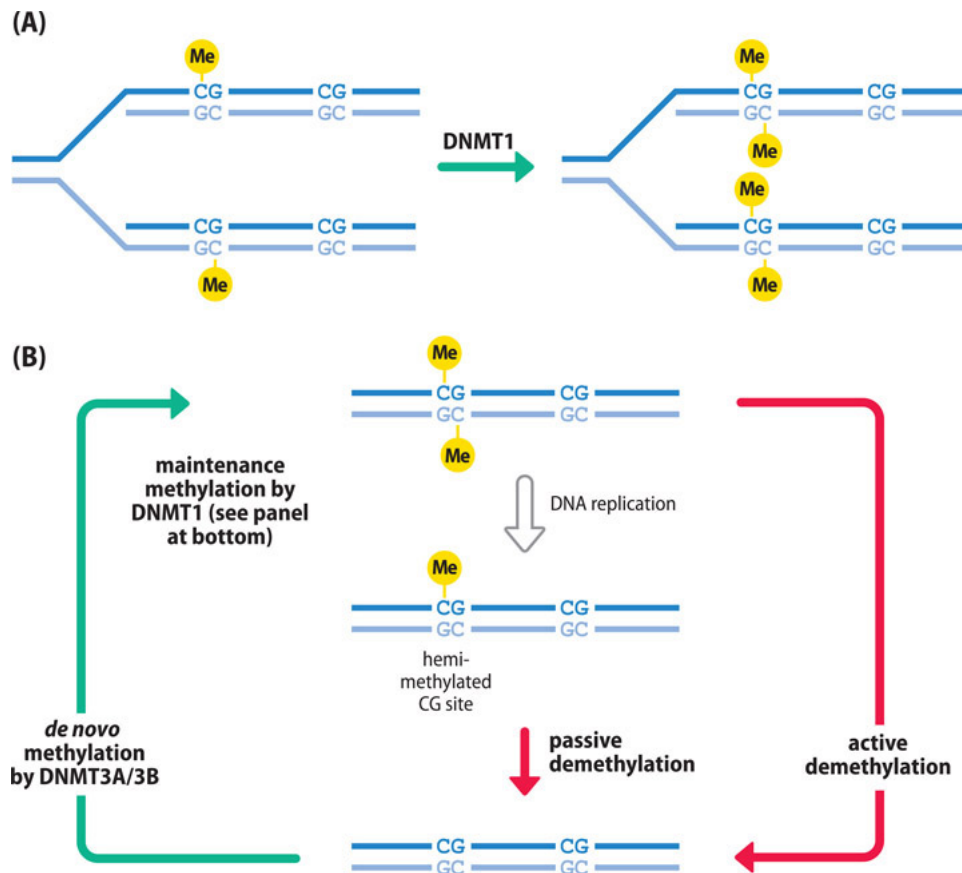 (A)
Me
CG CG
GC GC
Me
CG CG
GC GC
DNMT1
Me
CG CG
GC GC
Me
Me
CG CG
GC GC
Me
(B)
Me
CG CG
GC GC
Me
maintenance
methylation by
DNMT1 (see panel
at bottom)
DNA replication
Me
CG CG
GC GC
hemi-
methylated
CG site
de novo
methylation
by DNMT3A/3B
passive
demethylation
active
demethylation
CG CG
GC GC